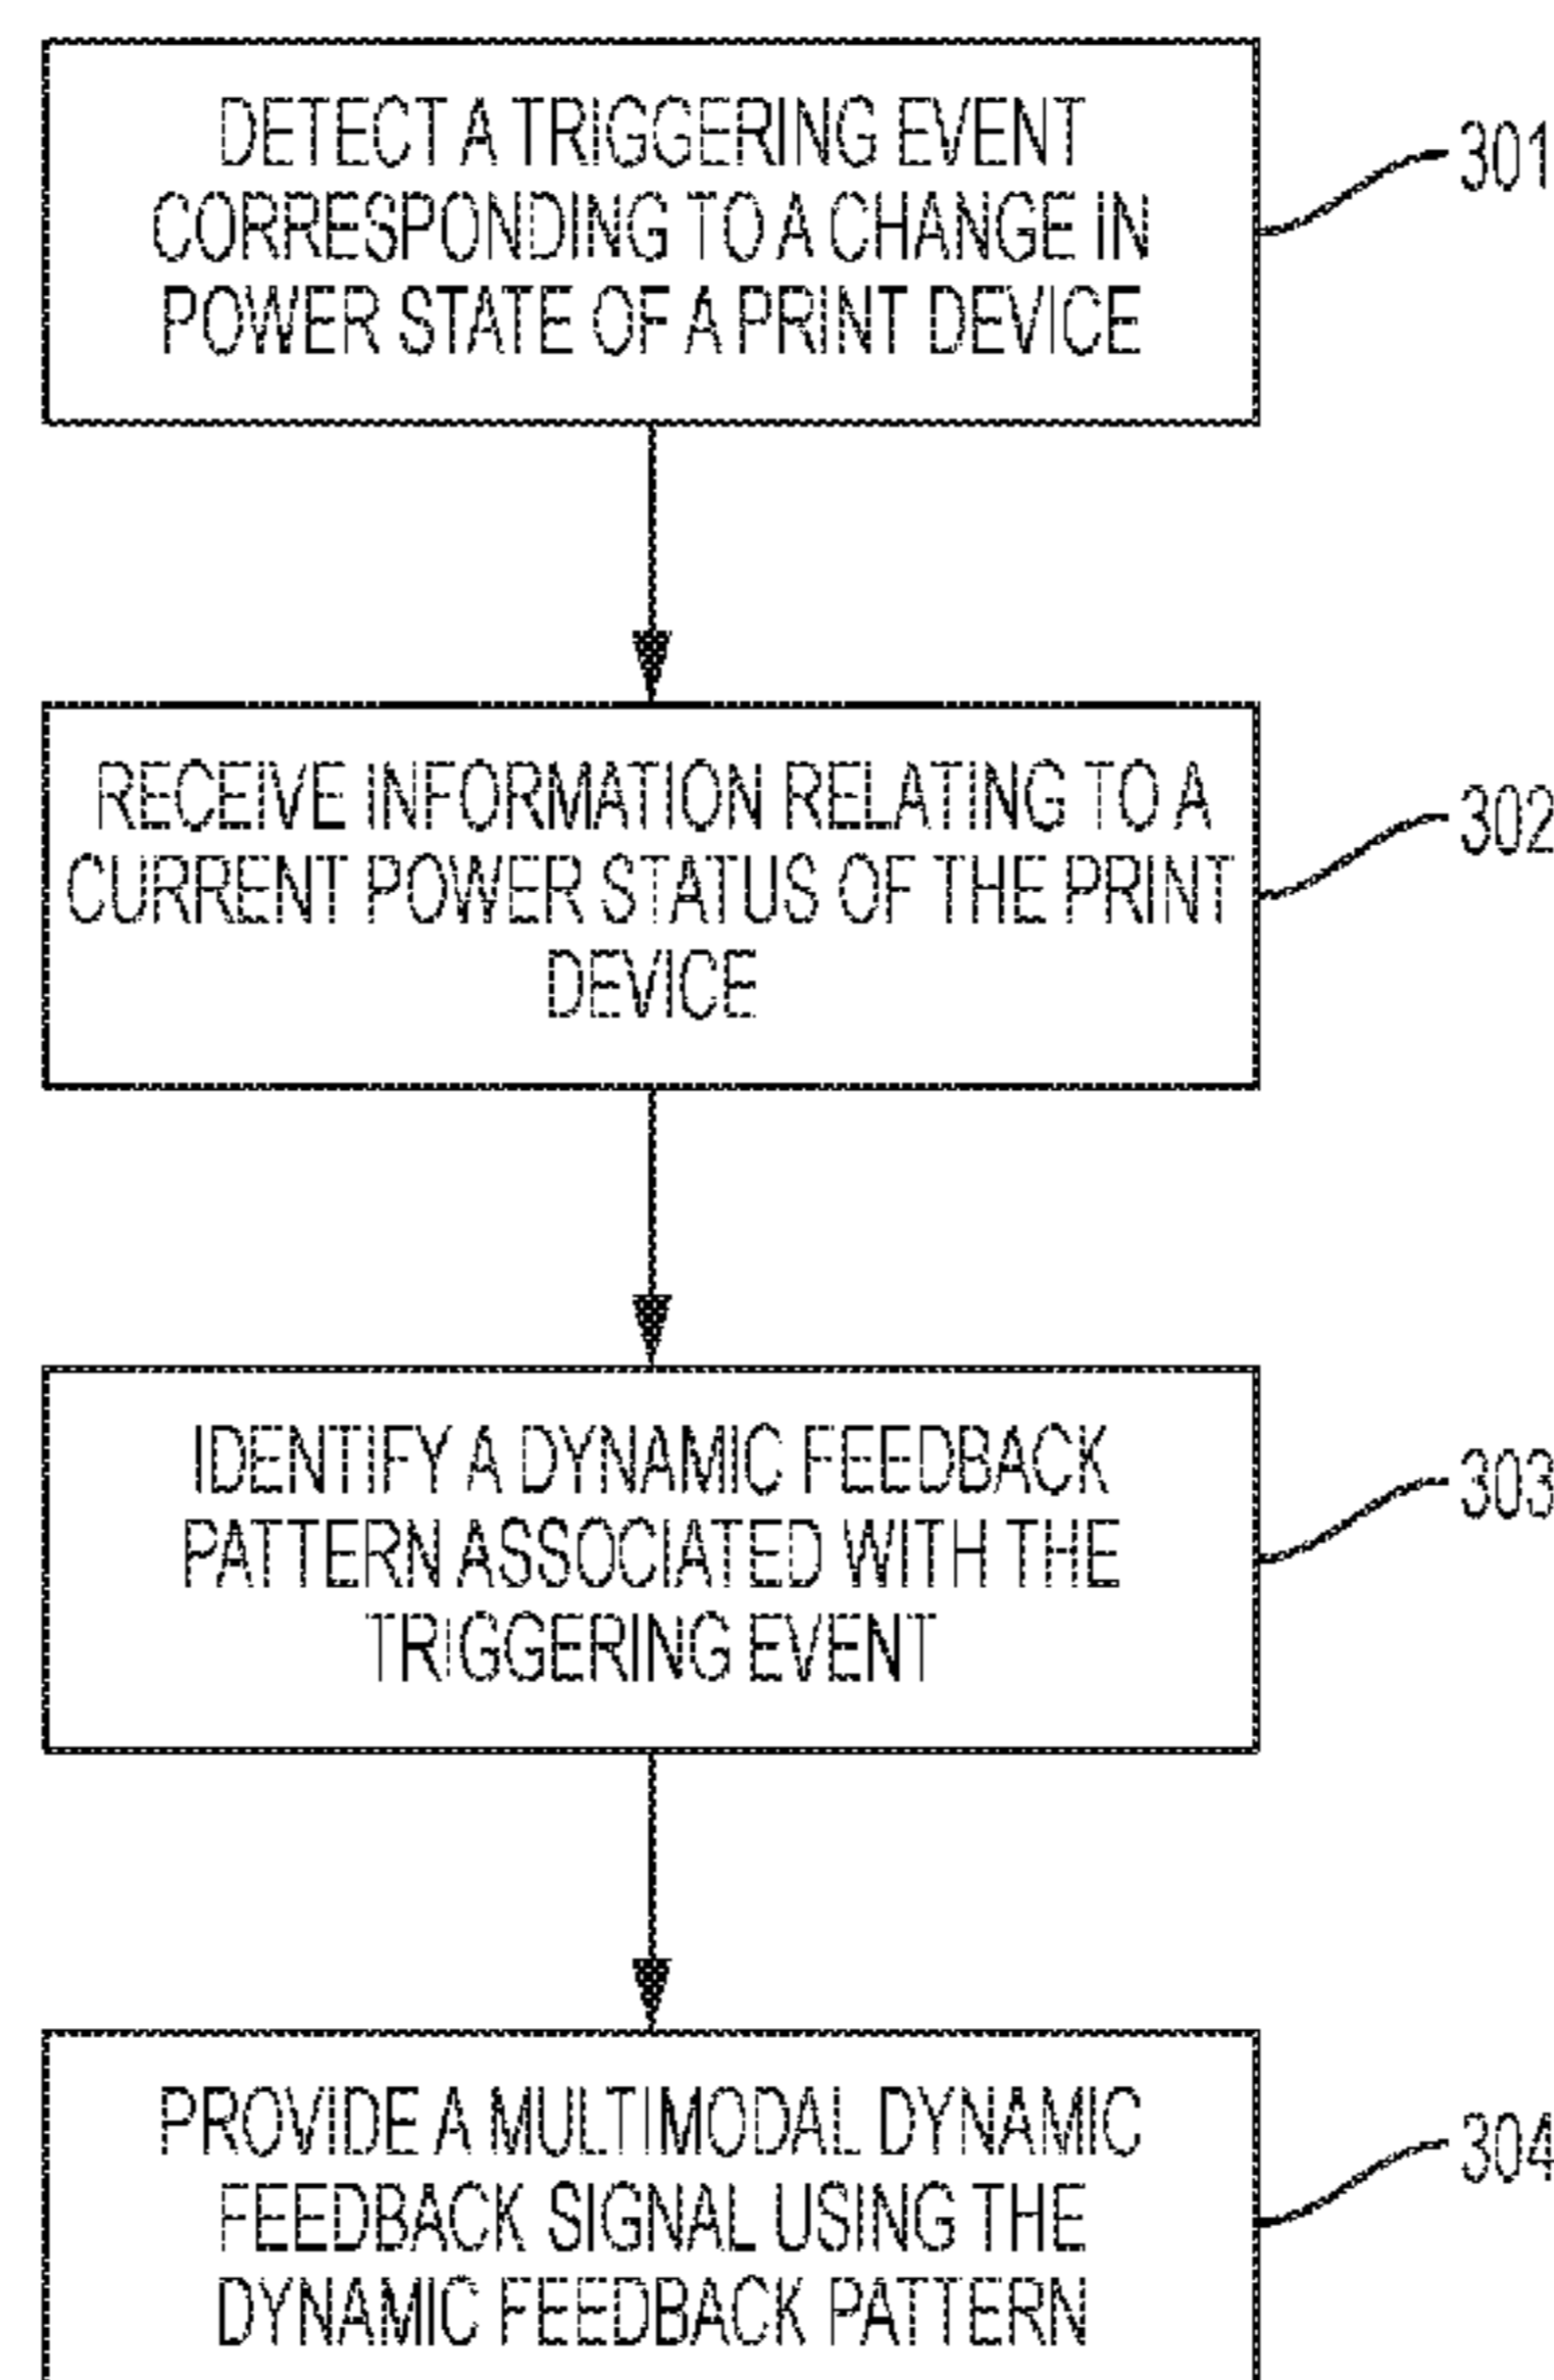 DETECT A TRIGGERING EVENT
CORRESPONDING TO A CHANGE IN
POWER STATE OF A PRINT DEVICE
301
RECEIVE INFORMATION RELATING TO A
CURRENT POWER STATUS OF THE PRINT
DEVICE
302
IDENTIFY A DYNAMIC FEEDBACK
PATTERN ASSOCIATED WITH THE
TRIGGERING EVENT
303
PROVIDE A MULTIMODAL DYNAMIC
FEEDBACK SIGNAL USING THE
DYNAMIC FEEDBACK PATTERN
304